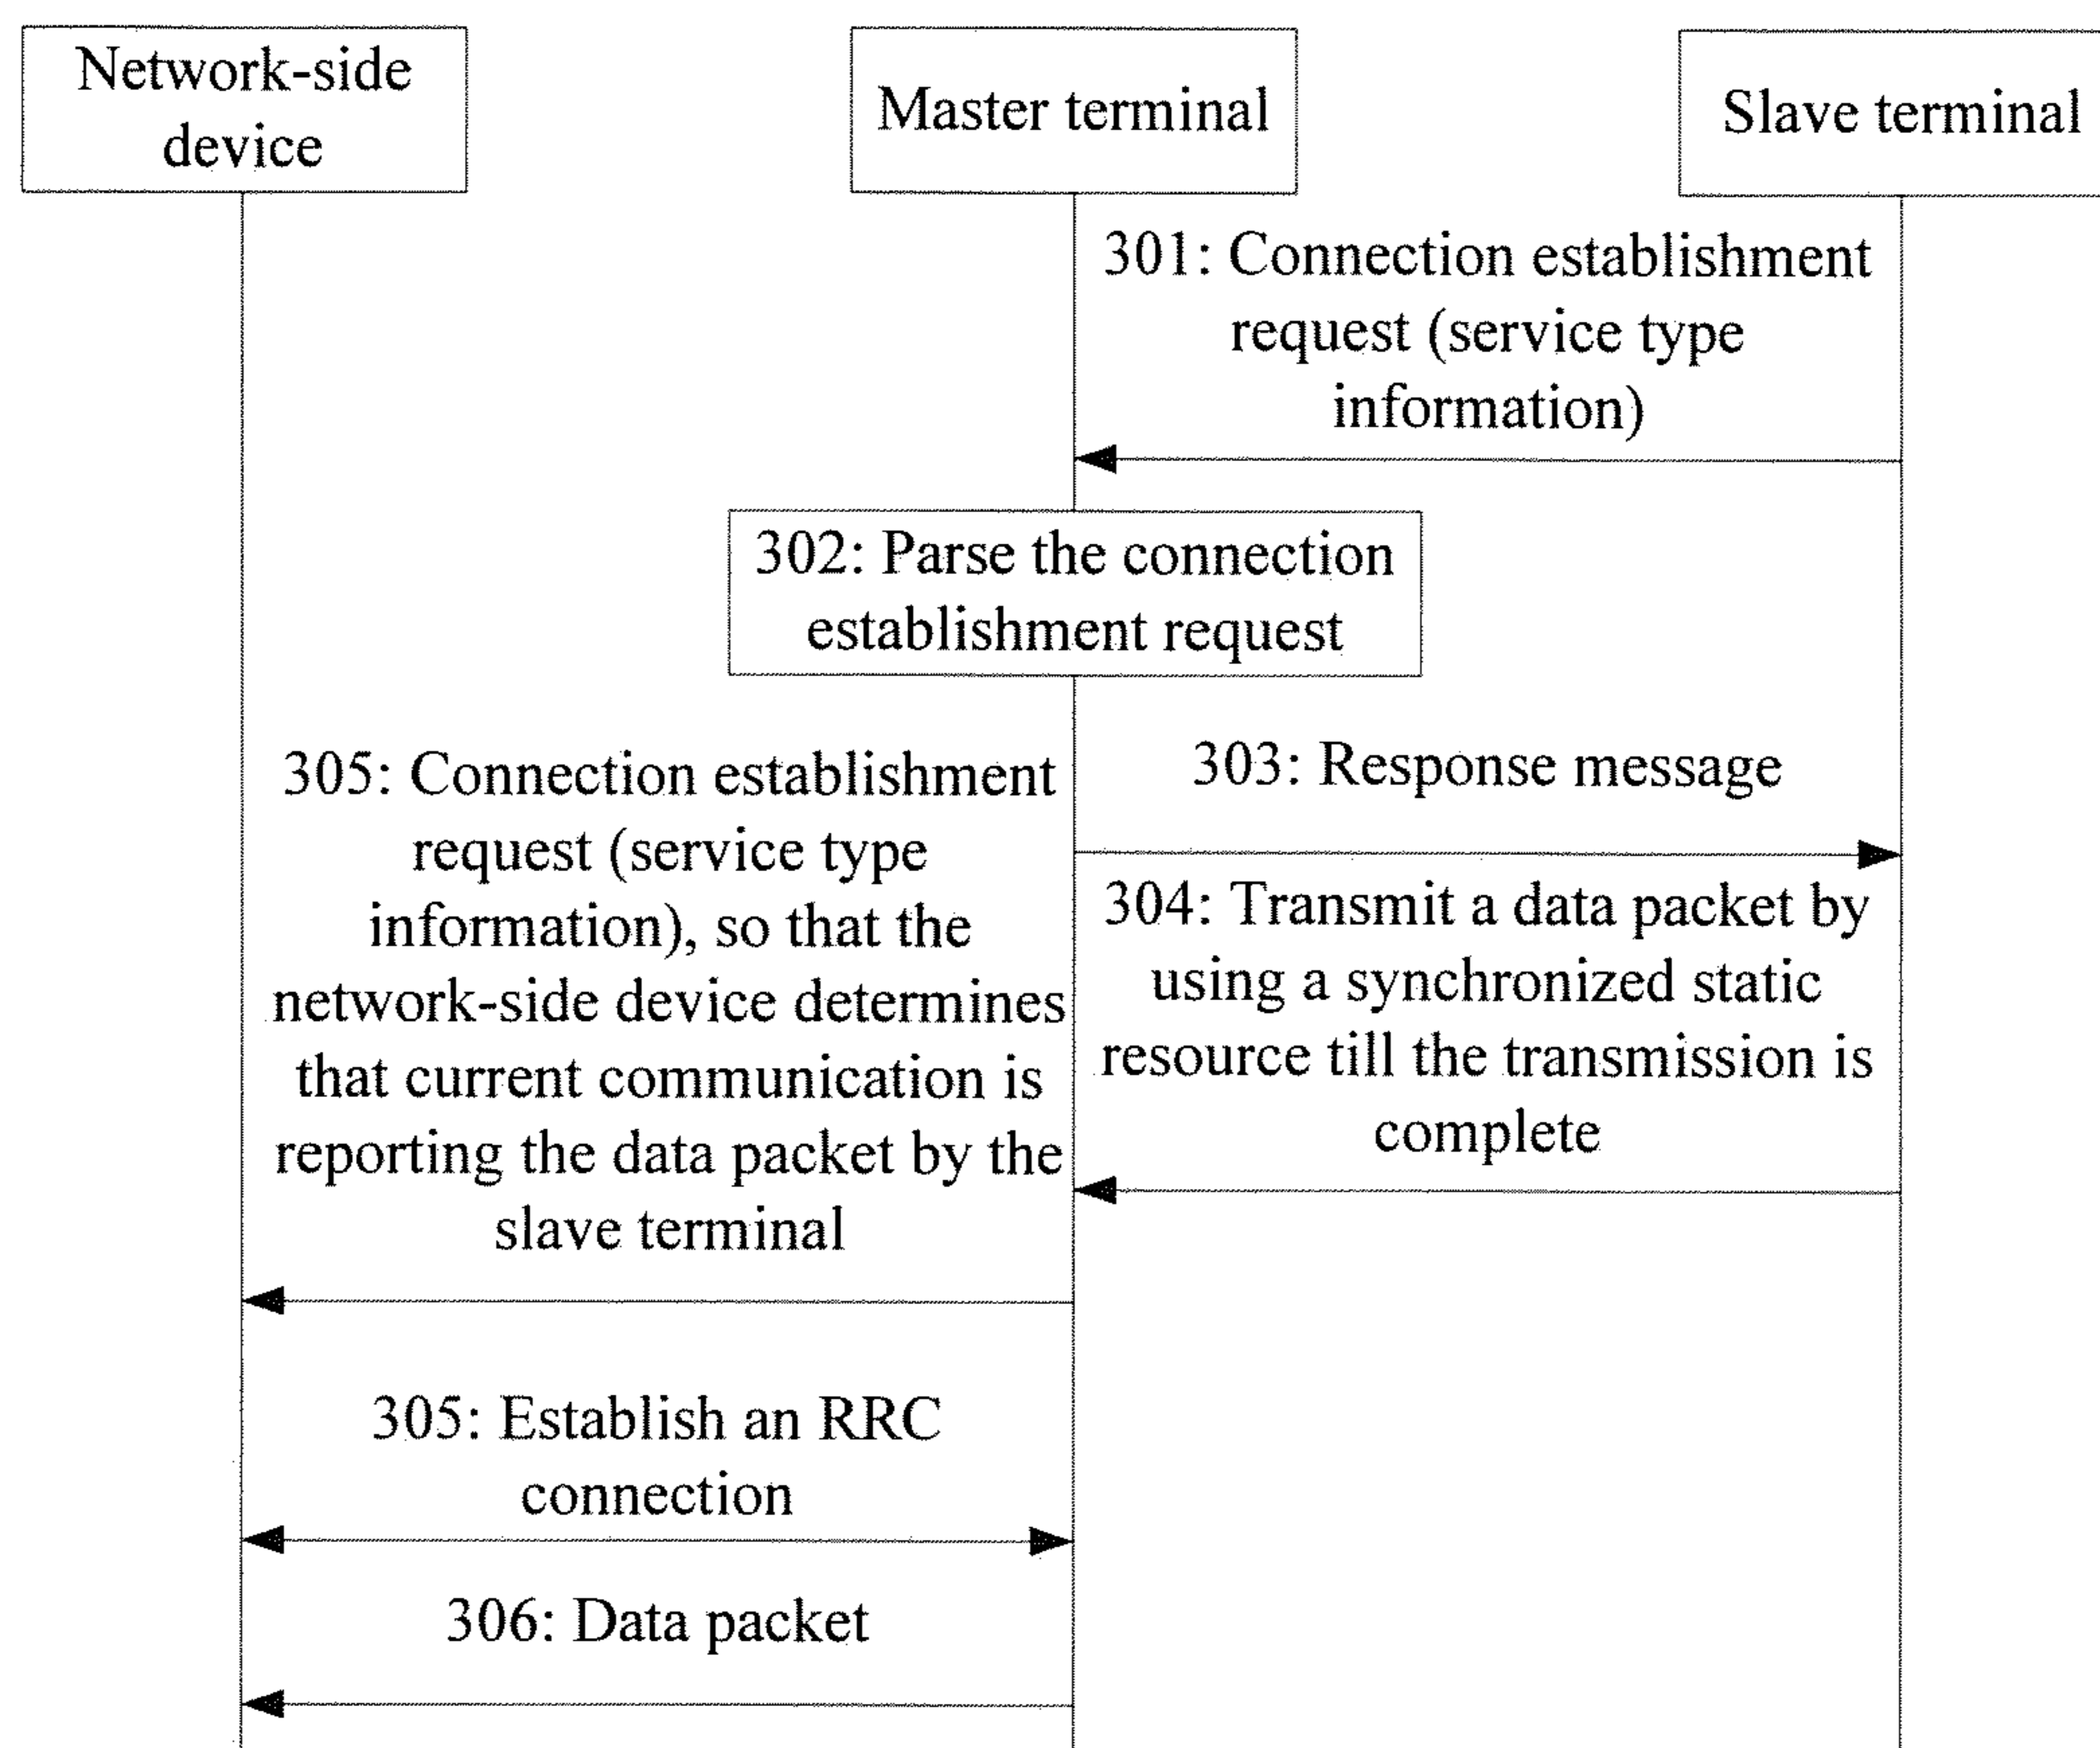 Network-side
device
Master terminal
Slave terminal
301: Connection establishment
request (service type
information)
302: Parse the connection
establishment request
303: Response message
304: Transmit a data packet by
using a synchronized static
resource till the transmission is
complete
305: Connection establishment
request (service type
information), so that the
network-side device determines
that current communication is
reporting the data packet by the
slave terminal
305: Establish an RRC
connection
306: Data packet